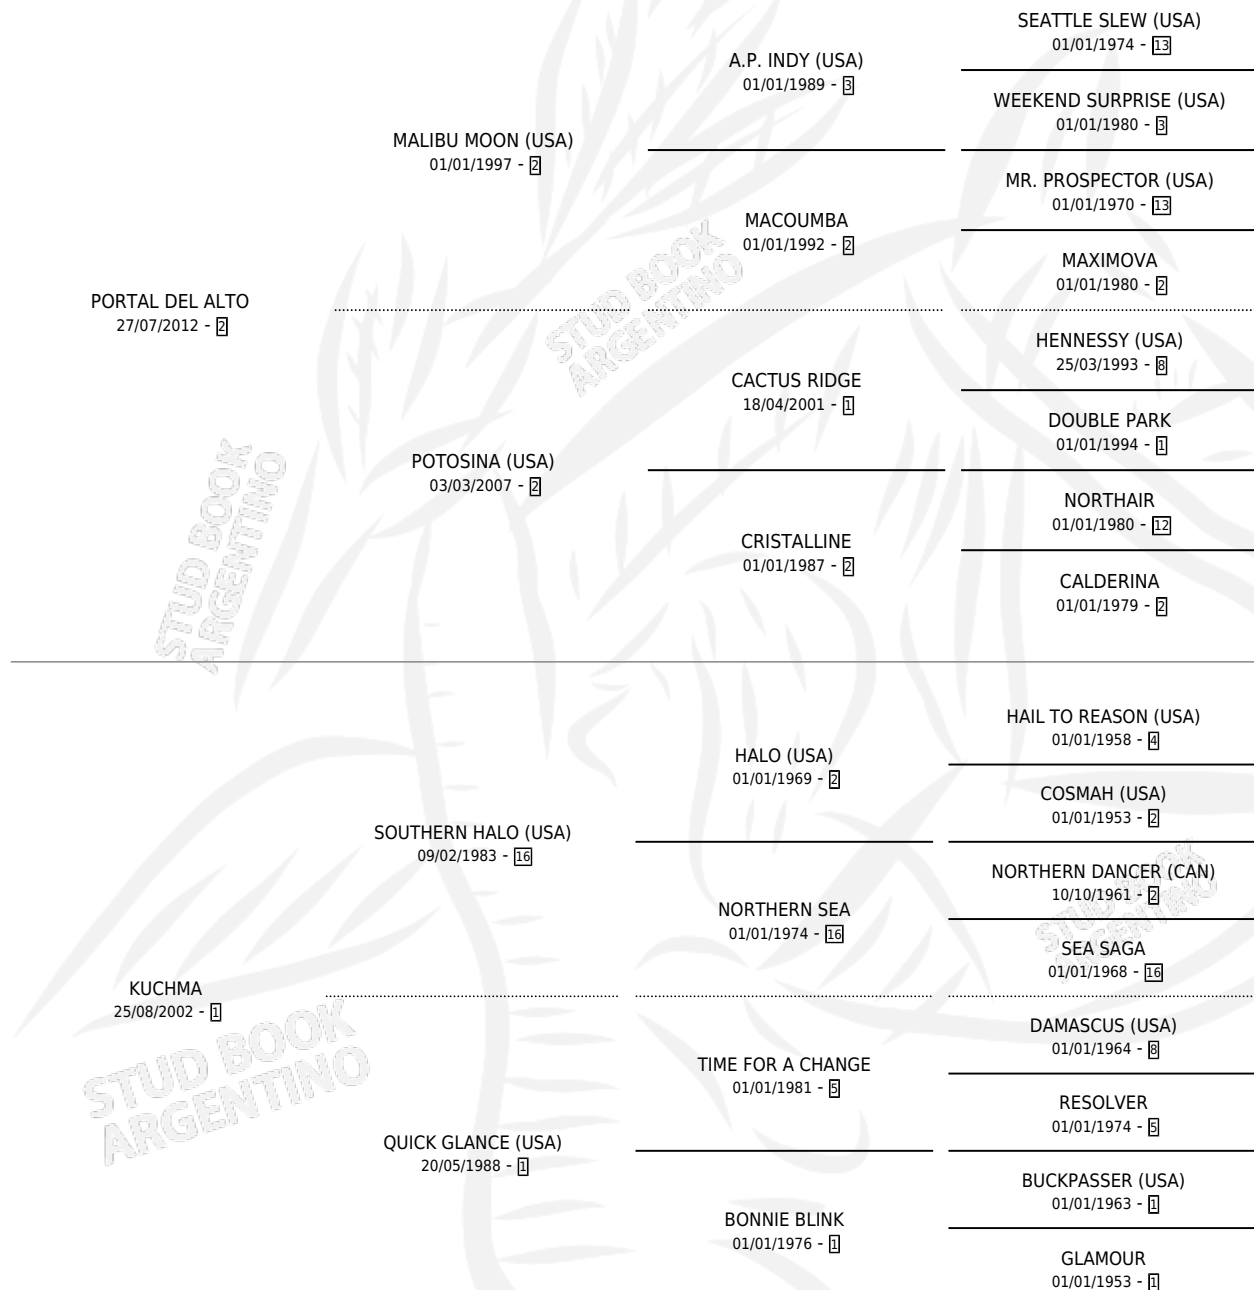 SEATTLE SLEW (USA)
01/01/1974 - 13
A.P. INDY (USA)
01/01/1989 - 3
WEEKEND SURPRISE (USA)
01/01/1980 - 3
MALIBU MOON (USA)
01/01/1997 - 2
MR. PROSPECTOR (USA)
01/01/1970 - 13
MACOUMBA
01/01/1992 - 2
MAXIMOVA
01/01/1980 - 2
PORTAL DEL ALTO
27/07/2012 - 2
STUD BOOK
ARGENTINO
HENNESSY (USA)
25/03/1993 - 8
CACTUS RIDGE
18/04/2001 - 1
DOUBLE PARK
01/01/1994 - 1
POTOSINA (USA)
03/03/2007 - 2
NORTHAIR
01/01/1980 - 12
CRISTALLINE
01/01/1987 - 2
CALDERINA
01/01/1979 - 2
STUD BOOK
ARGENTINO
HAIL TO REASON (USA)
01/01/1958 - 4
HALO (USA)
01/01/1969 - 2
COSMAH (USA)
01/01/1953 - 2
SOUTHERN HALO (USA)
09/02/1983 - 16
NORTHERN DANCER (CAN)
10/10/1961 - 2
NORTHERN SEA
01/01/1974 - 16
STUD BOOK
ARGENTINO
SEA SAGA
01/01/1968 - 16
KUCHMA
25/08/2002 - 1
DAMASCUS (USA)
01/01/1964 - 8
TIME FOR A CHANGE
01/01/1981 - 5
RESOLVER
01/01/1974 - 5
STUD BOOK
ARGENTINO
QUICK GLANCE (USA)
20/05/1988 - 1
BUCKPASSER (USA)
01/01/1963 - 1
BONNIE BLINK
01/01/1976 - 1
GLAMOUR
01/01/1953 - 1